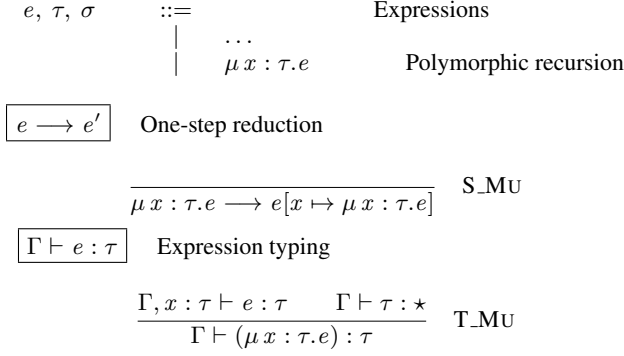 e, τ, σ ::= Expressions
| ...
| μ x : τ.e Polymorphic recursion
e ⟶ e′ One-step reduction
μ x : τ.e ⟶ e[x ↦ μ x : τ.e] S_MU
Γ ⊢ e : τ Expression typing
Γ, x : τ ⊢ e : τ Γ ⊢ τ : ⋆
Γ ⊢ (μ x : τ.e) : τ T_MU